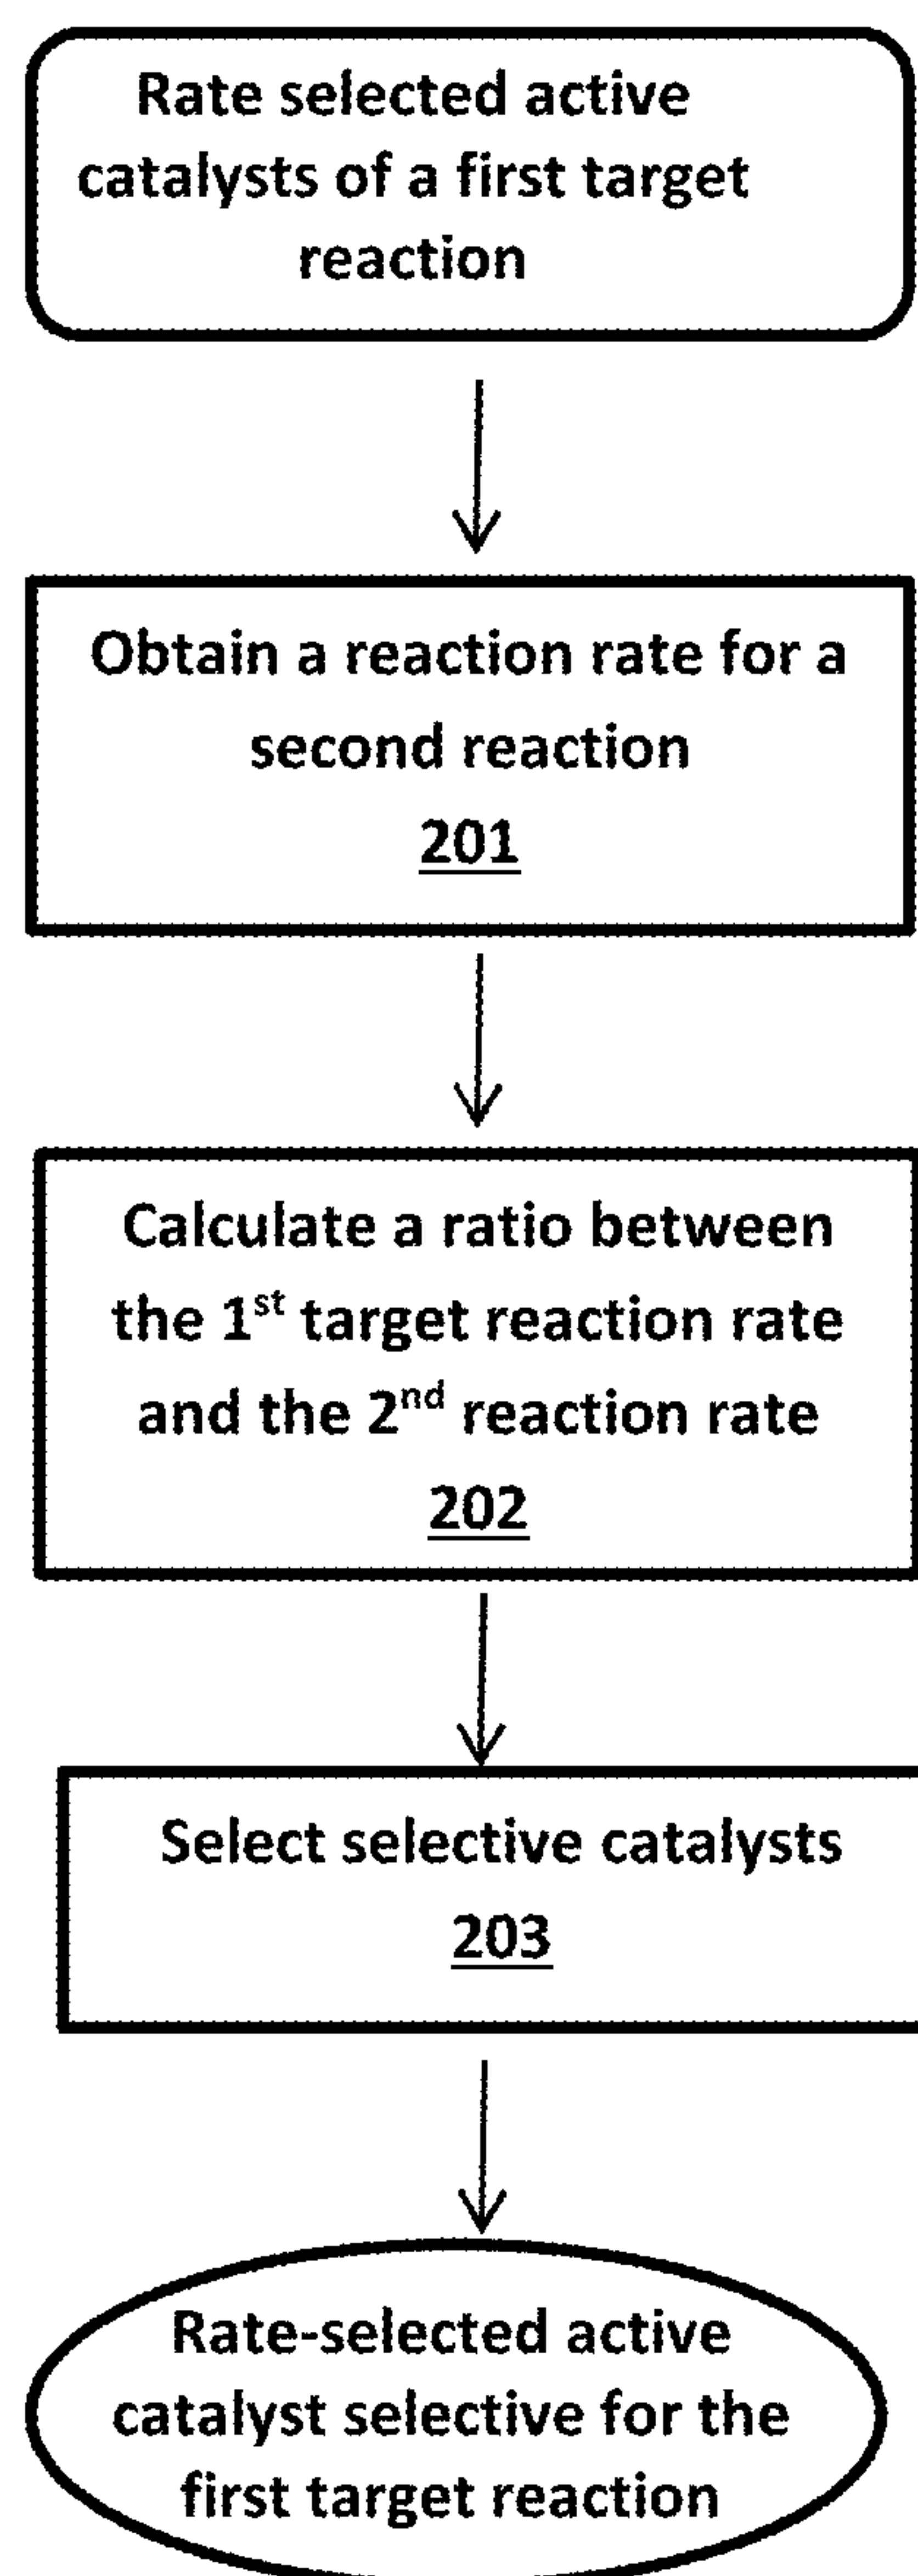 Rate selected active
catalysts of a first target
reaction
Obtain a reaction rate for a
second reaction
201
Calculate a ratio between
the 1st target reaction rate
and the 2nd reaction rate
202
Select selective catalysts
203
Rate-selected active
catalyst selective for the
first target reaction